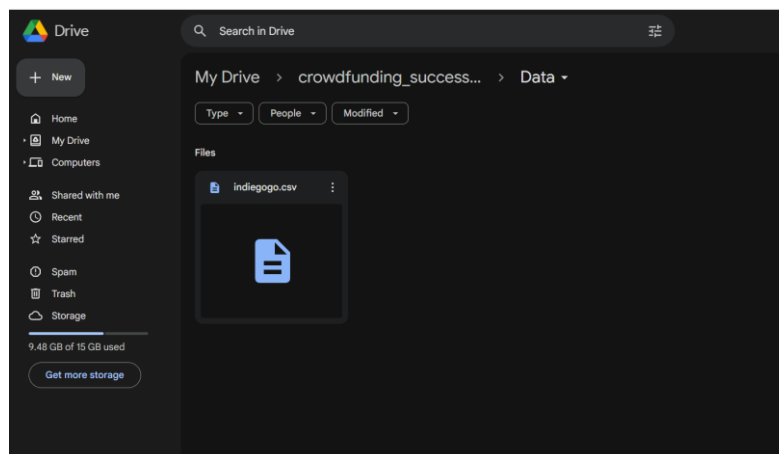 Drive
Search in Drive
New
My Drive > crowdfunding_success... > Data
Type People Modified
Home
My Drive
Computers
Files
indiegogo.csv
Shared with me
Recent
Starred
Spam
Trash
Storage
9.48 GB of 15 GB used
Get more storage